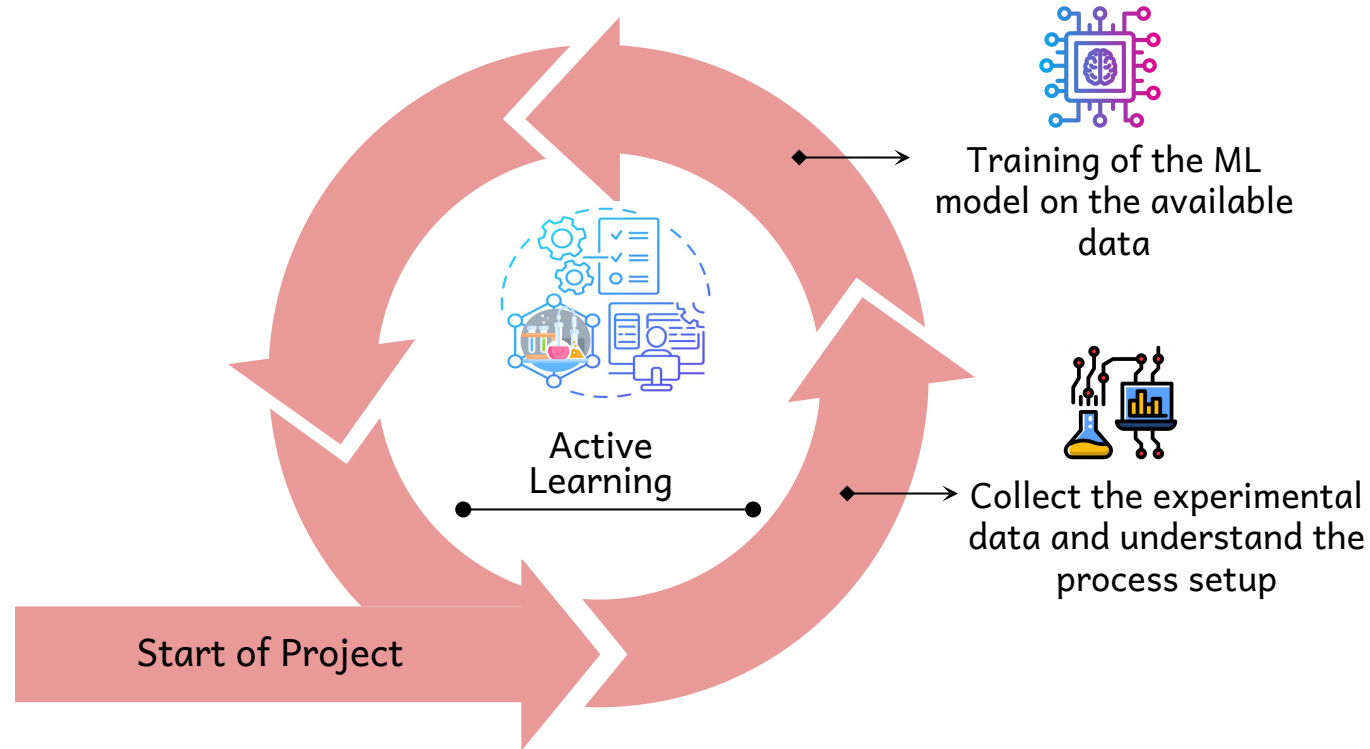 Training of the ML
model on the available
data
Active
Learning
Collect the experimental
data and understand the
process setup
Start of Project